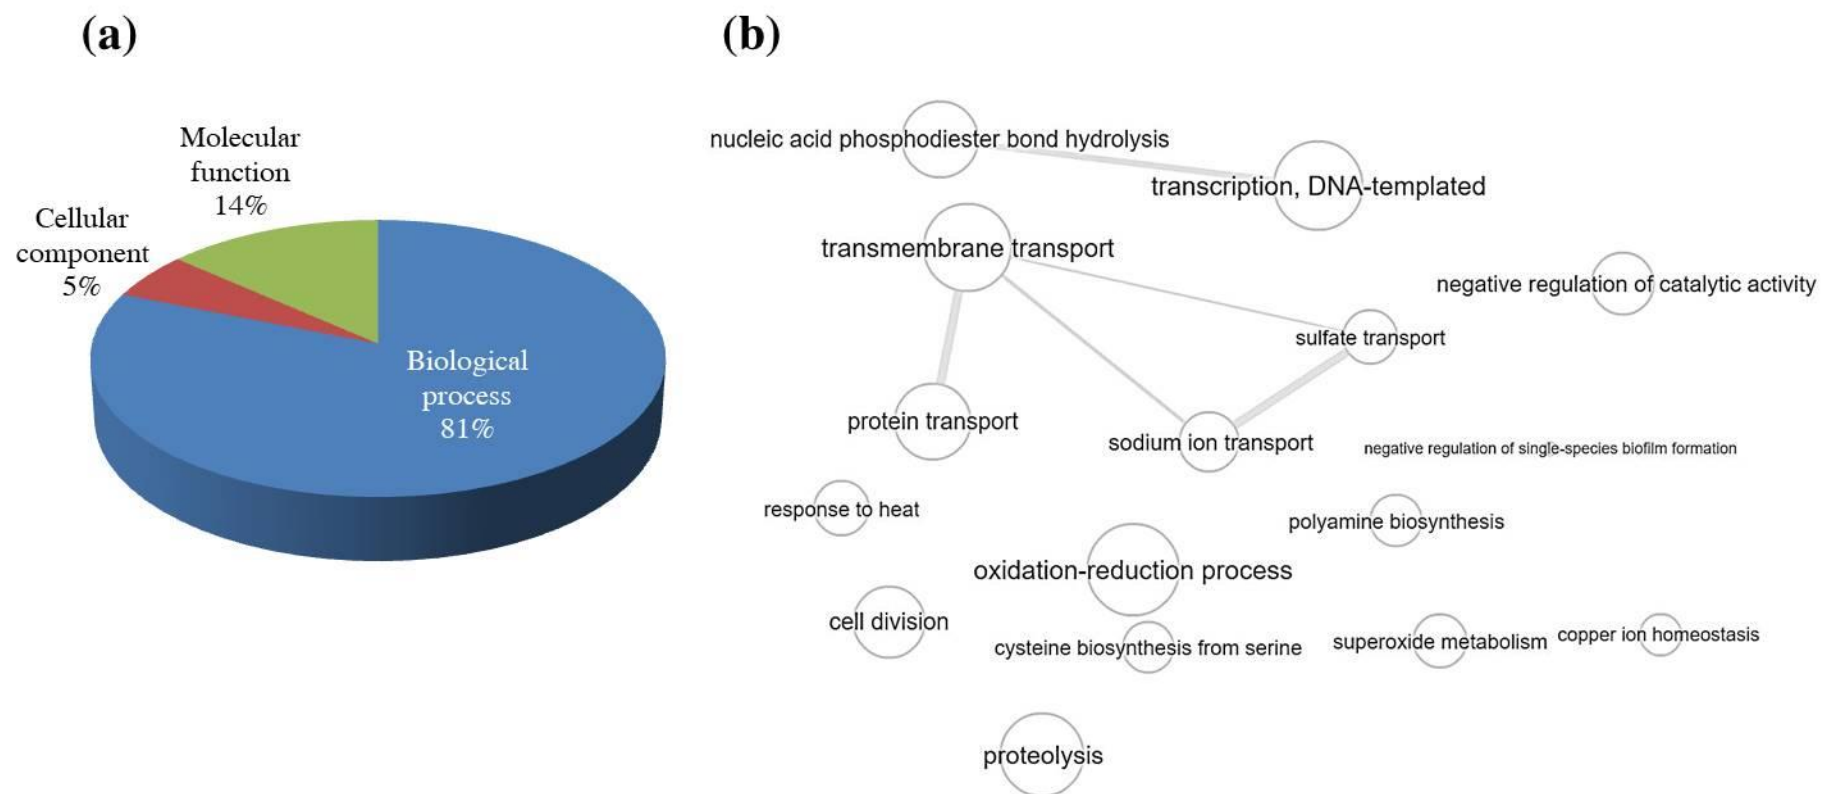 (a)
Molecular
function
14%
Cellular
component
5%
Biological
process
81%
(b)
nucleic acid phosphodiester bond hydrolysis
transcription, DNA-templated
transmembrane transport
negative regulation of catalytic activity
sulfate transport
protein transport
sodium ion transport
negative regulation of single-species biofilm formation
response to heat
polyamine biosynthesis
oxidation-reduction process
cell division
cysteine biosynthesis from serine
superoxide metabolism
copper ion homeostasis
proteolysis